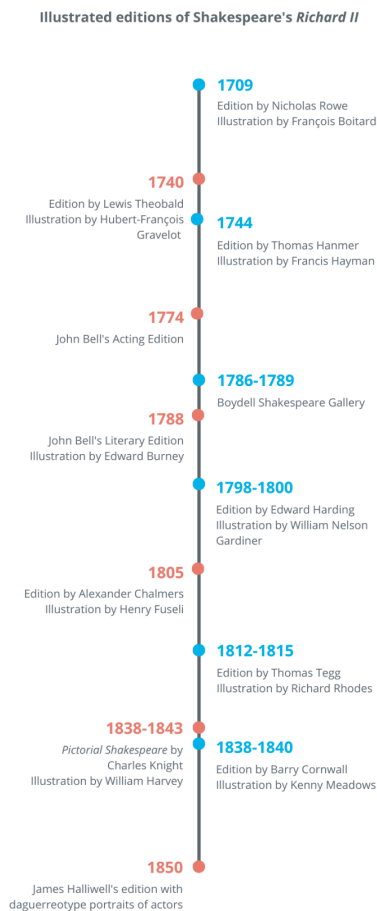 Illustrated editions of Shakespeare's Richard II
1709
Edition by Nicholas Rowe
Illustration by François Boitard
1740
Edition by Lewis Theobald
Illustration by Hubert-François
Gravelot
1744
Edition by Thomas Hanmer
Illustration by Francis Hayman
1774
John Bell's Acting Edition
1786-1789
Boydell Shakespeare Gallery
1788
John Bell's Literary Edition
Illustration by Edward Burney
1798-1800
Edition by Edward Harding
Illustration by William Nelson
Gardiner
1805
Edition by Alexander Chalmers
Illustration by Henry Fuseli
1812-1815
Edition by Thomas Tegg
Illustration by Richard Rhodes
1838-1843
Pictorial Shakespeare by
Charles Knight
Illustration by William Harvey
1838-1840
Edition by Barry Cornwall
Illustration by Kenny Meadows
1850
James Halliwell's edition with
daguerreotype portraits of actors